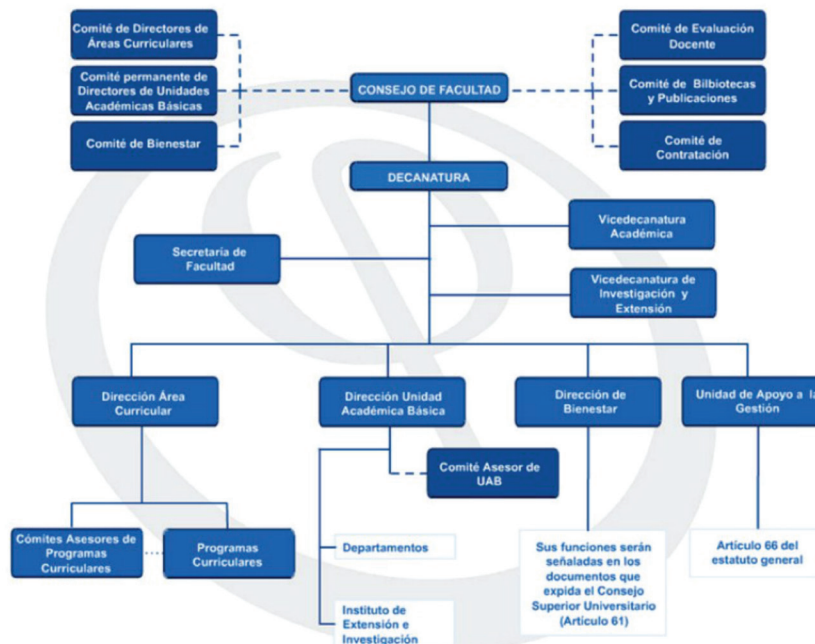 Comité de Directores de
Áreas Curriculares
Comité permanente de
Directores de Unidades
Académicas Básicas
Comité de Bienestar
CONSEJO DE FACULTAD
Comité de Evaluación
Docente
Comité de Bilbiotecas
y Publicaciones
Comité de
Contratación
DECANATURA
Vicedecanatura
Académica
Secretaría de
Facultad
Vicedecanatura de
Investigación y
Extensión
Dirección Área
Curricular
Dirección Unidad
Académica Básica
Dirección de
Bienestar
Unidad de Apoyo a la
Gestión
Comité Asesor de
UAB
Cómites Asesores de
Programas
Curriculares
Programas
Curriculares
Departamentos
Instituto de
Extensión e
Investigación
Sus funciones serán
señaladas en los
documentos que
expida el Consejo
Superior Universitario
(Artículo 61)
Artículo 66 del
estatuto general